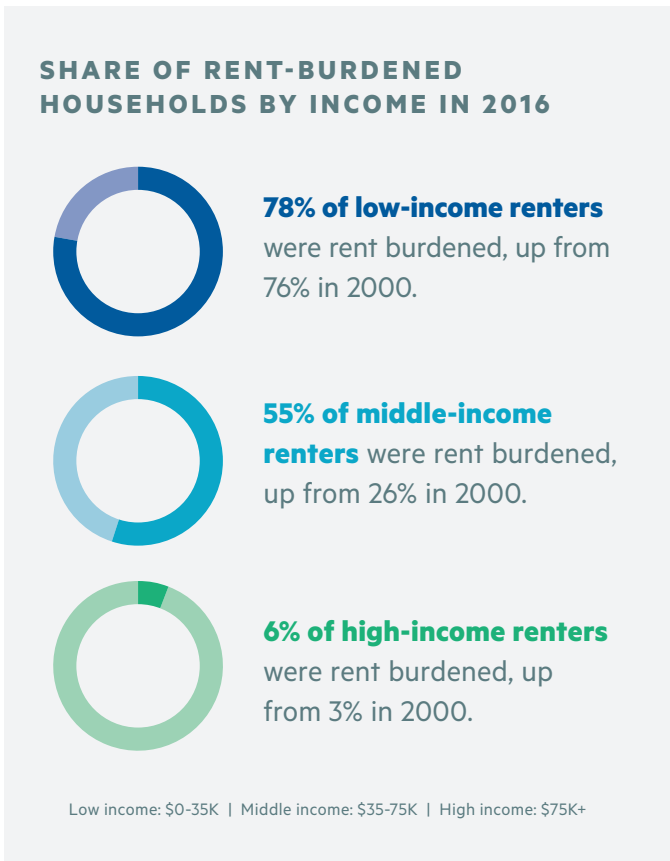 SHARE OF RENT-BURDENED
HOUSEHOLDS BY INCOME IN 2016
78% of low-income renters
were rent burdened, up from
76% in 2000.
55% of middle-income
renters were rent burdened,
up from 26% in 2000.
6% of high-income renters
were rent burdened, up
from 3% in 2000.
Low income: $0-35K | Middle income: $35-75K | High income: $75K+